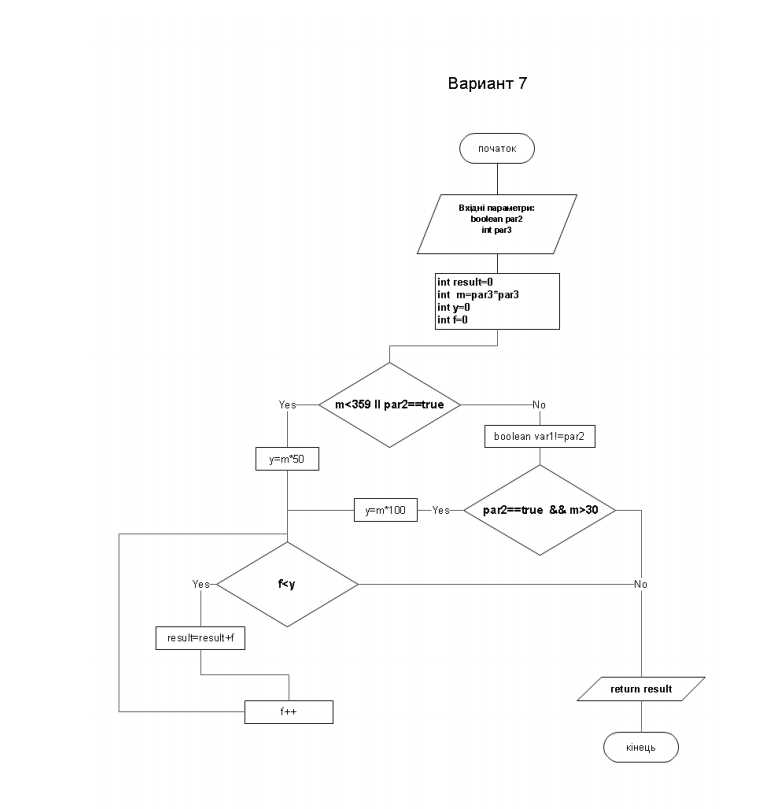 Вариант 7
початок
Вхідні параметри:
boolean par2
int par3
int result=0
int m=par3*par3
int y=0
int f=0
m<359 || par2==true
Yes
No
boolean var1!=par2
y=m*50
par2==true && m>30
Yes
y=m*100
f<y
Yes
No
result=result+f
f++
return result
кінець